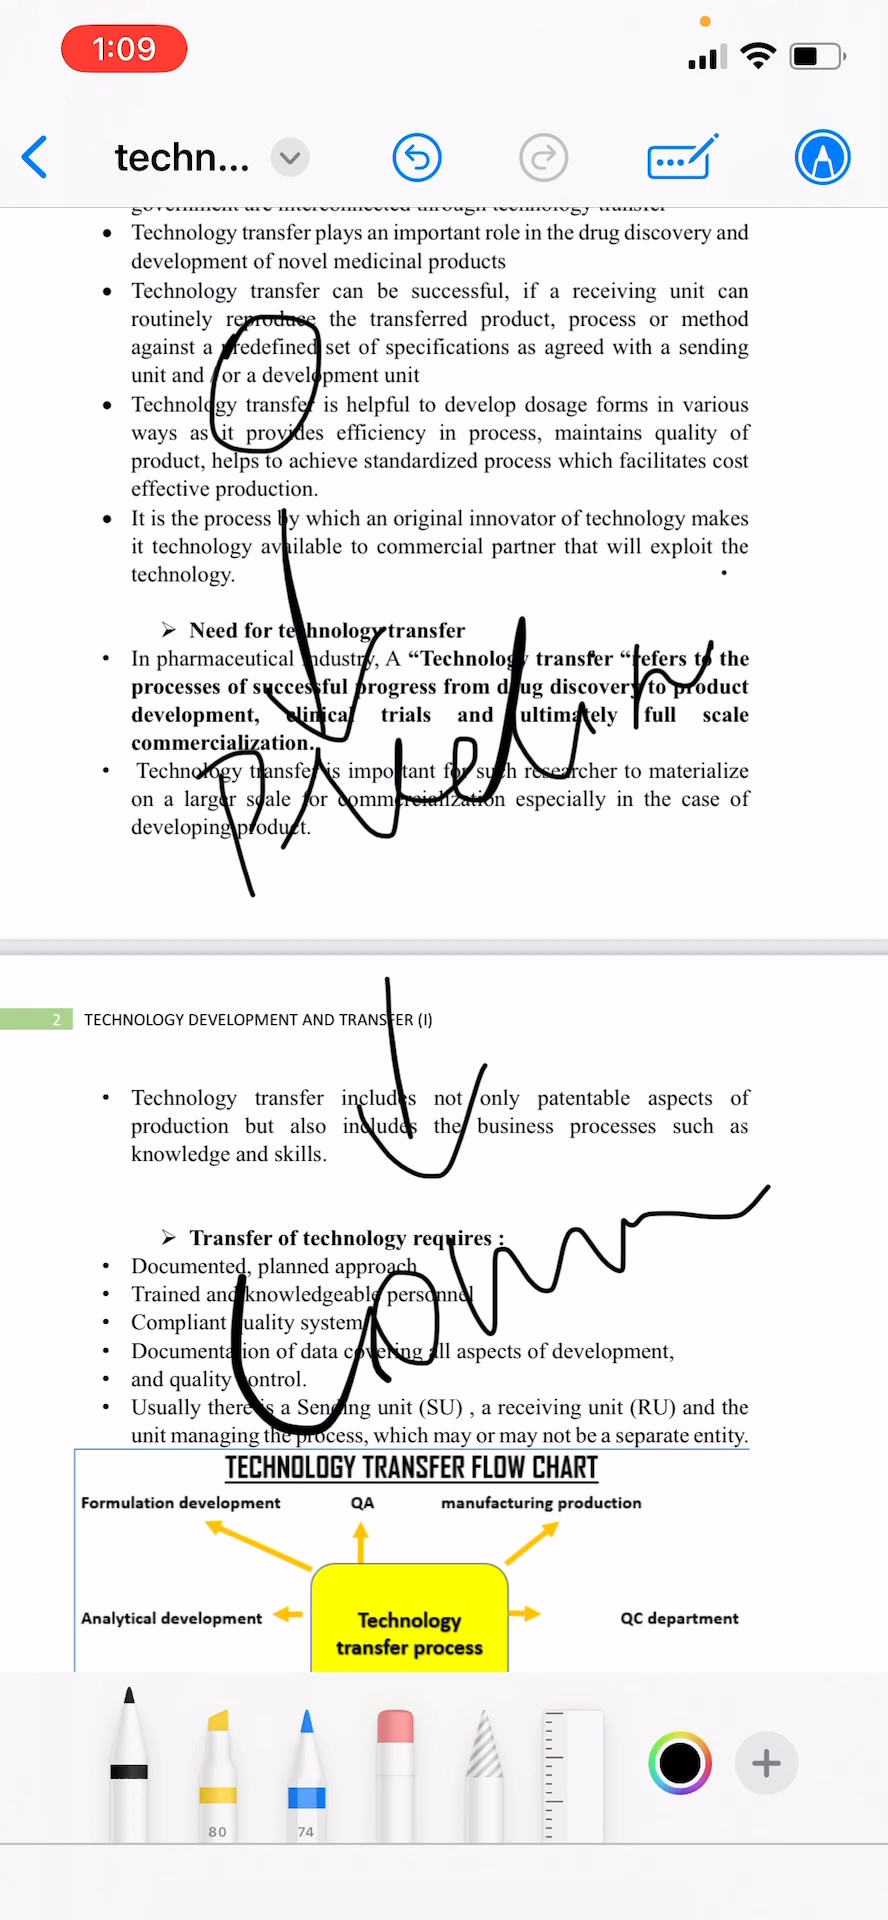 1:09
techn...
government are interconnected through technology transfer
• Technology transfer plays an important role in the drug discovery and
development of novel medicinal products
• Technology transfer can be successful, if a receiving unit can
routinely reproduce the transferred product, process or method
against a predefined set of specifications as agreed with a sending
unit and / or a development unit
• Technology transfer is helpful to develop dosage forms in various
ways as it provides efficiency in process, maintains quality of
product, helps to achieve standardized process which facilitates cost
effective production.
• It is the process by which an original innovator of technology makes
it technology available to commercial partner that will exploit the
technology.
➢ Need for technology transfer
• In pharmaceutical industry, A “Technology transfer “refers to the
processes of successful progress from drug discovery to product
development, clinical trials and ultimately full scale
commercialization.
• Technology transfer is important for such researcher to materialize
on a larger scale for commercianzation especially in the case of
developing product.
2 TECHNOLOGY DEVELOPMENT AND TRANSFER (I)
• Technology transfer includes not only patentable aspects of
production but also includes the business processes such as
knowledge and skills.
➢ Transfer of technology requires :
• Documented, planned approach
• Trained and knowledgeable personnel
• Compliant quality system
• Documentation of data covering all aspects of development,
• and quality control.
• Usually there is a Sending unit (SU) , a receiving unit (RU) and the
unit managing the process, which may or may not be a separate entity.
TECHNOLOGY TRANSFER FLOW CHART
Formulation development QA manufacturing production
Analytical development Technology QC department
transfer process
80 74